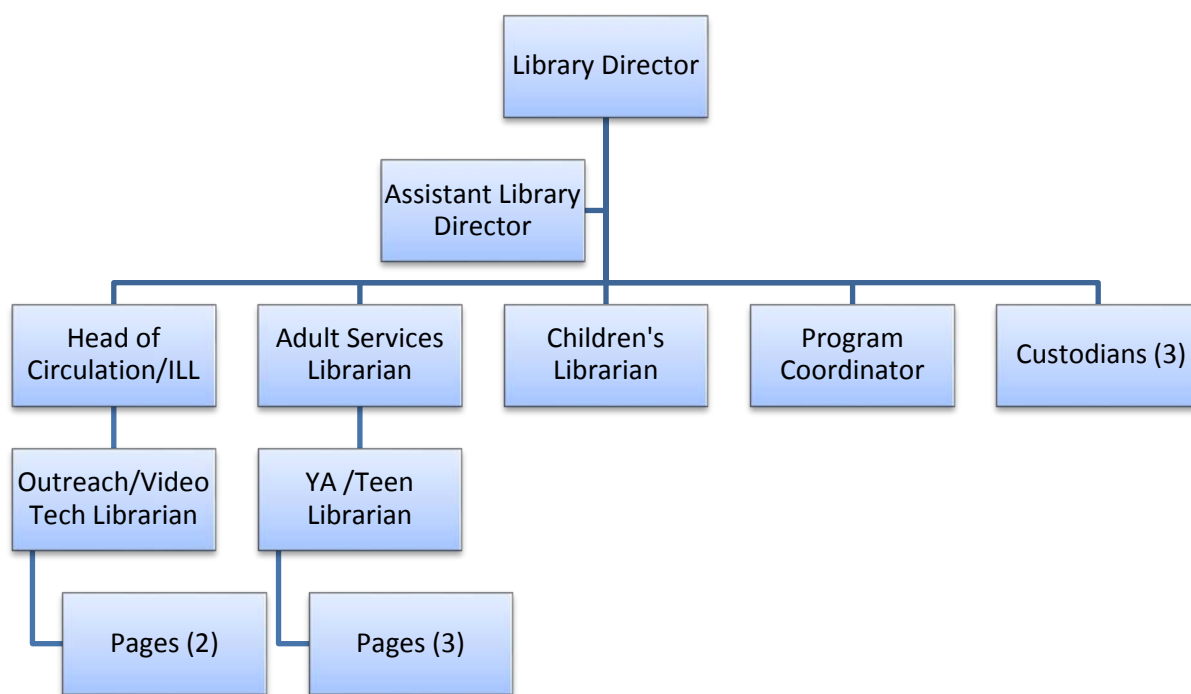 Library Director
Assistant Library
Director
Head of
Circulation/ILL
Adult Services
Librarian
Children's
Librarian
Program
Coordinator
Custodians (3)
Outreach/Video
Tech Librarian
YA /Teen
Librarian
Pages (2)
Pages (3)